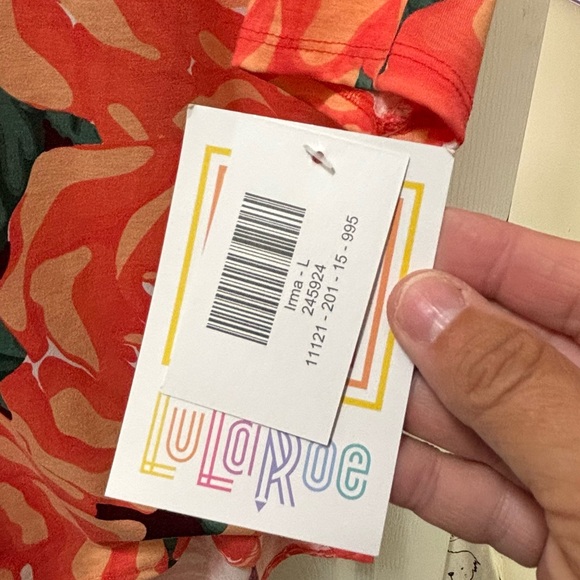 Irma - L
245924
11121 - 201 - 15 - 995
LuLaRoe